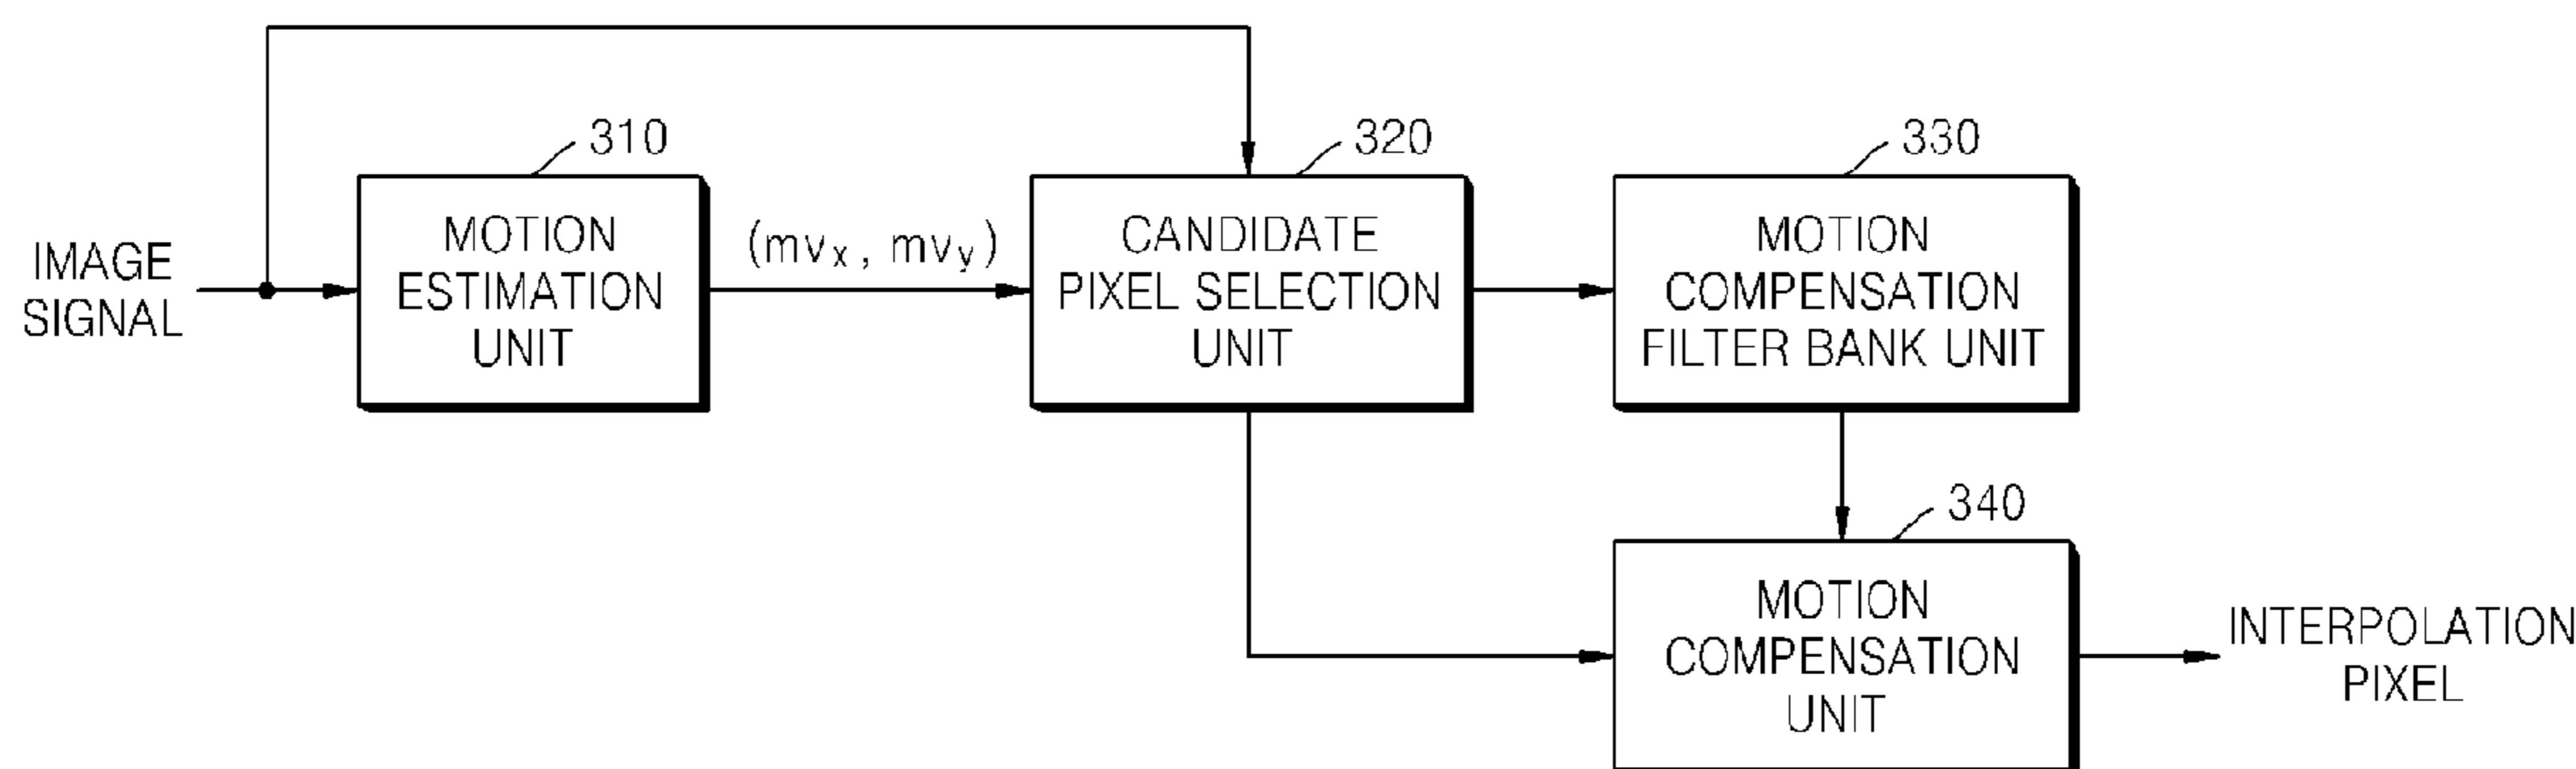 310
320
330
IMAGE
SIGNAL
MOTION
ESTIMATION
UNIT
(mvx, mvy)
CANDIDATE
PIXEL SELECTION
UNIT
MOTION
COMPENSATION
FILTER BANK UNIT
340
MOTION
COMPENSATION
UNIT
INTERPOLATION
PIXEL